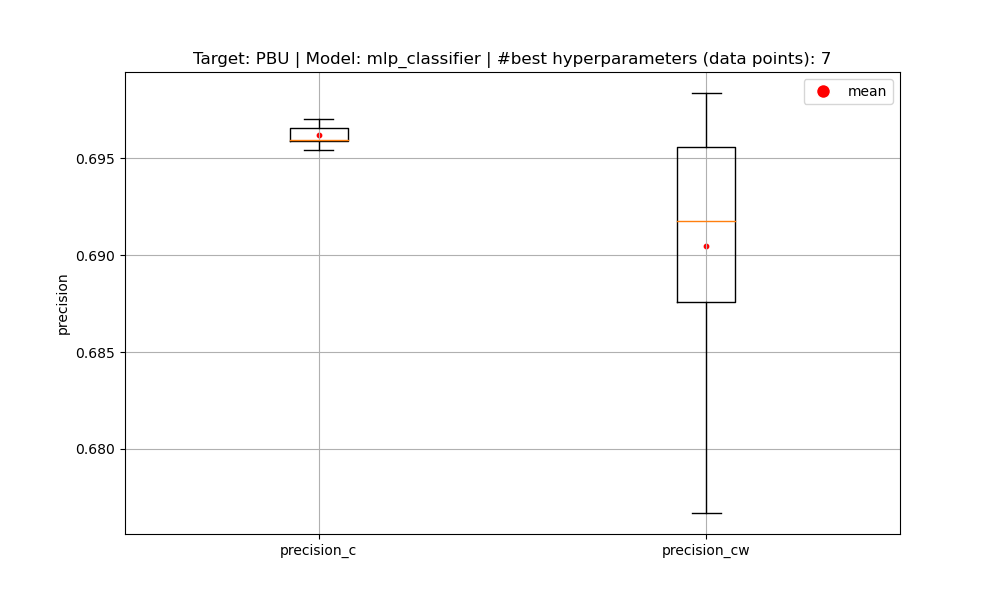 Target: PBU | Model: mlp_classifier | #best hyperparameters (data points): 7
mean
0.695
0.690
0.685
0.680
precision
precision_c
precision_cw